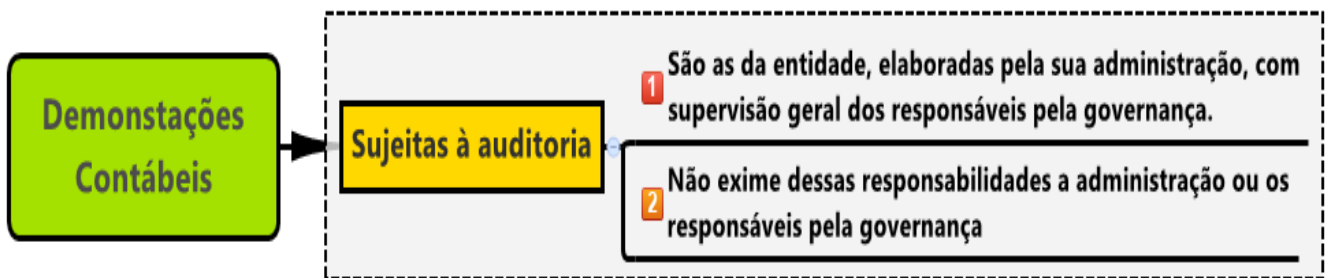 Demonstações
Contábeis
Sujeitas à auditoria
1
São as da entidade, elaboradas pela sua administração, com
supervisão geral dos responsáveis pela governança.
2
Não exime dessas responsabilidades a administração ou os
responsáveis pela governança